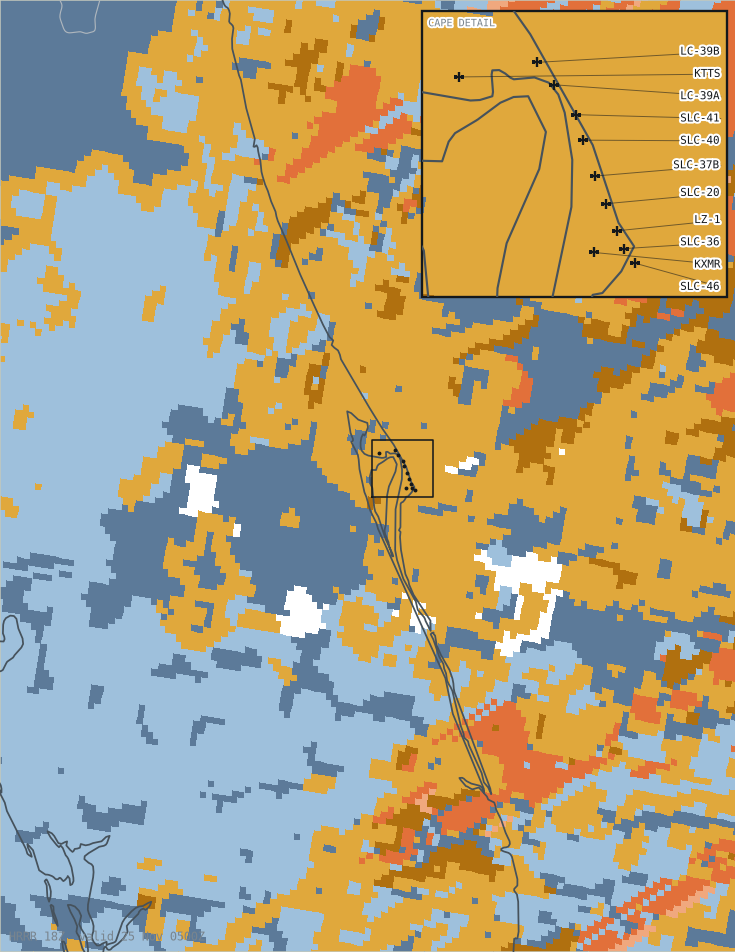 CAPE DETAIL
LC-39B
KTTS
LC-39A
SLC-41
SLC-40
SLC-37B
SLC-20
LZ-1
SLC-36
KXMR
SLC-46